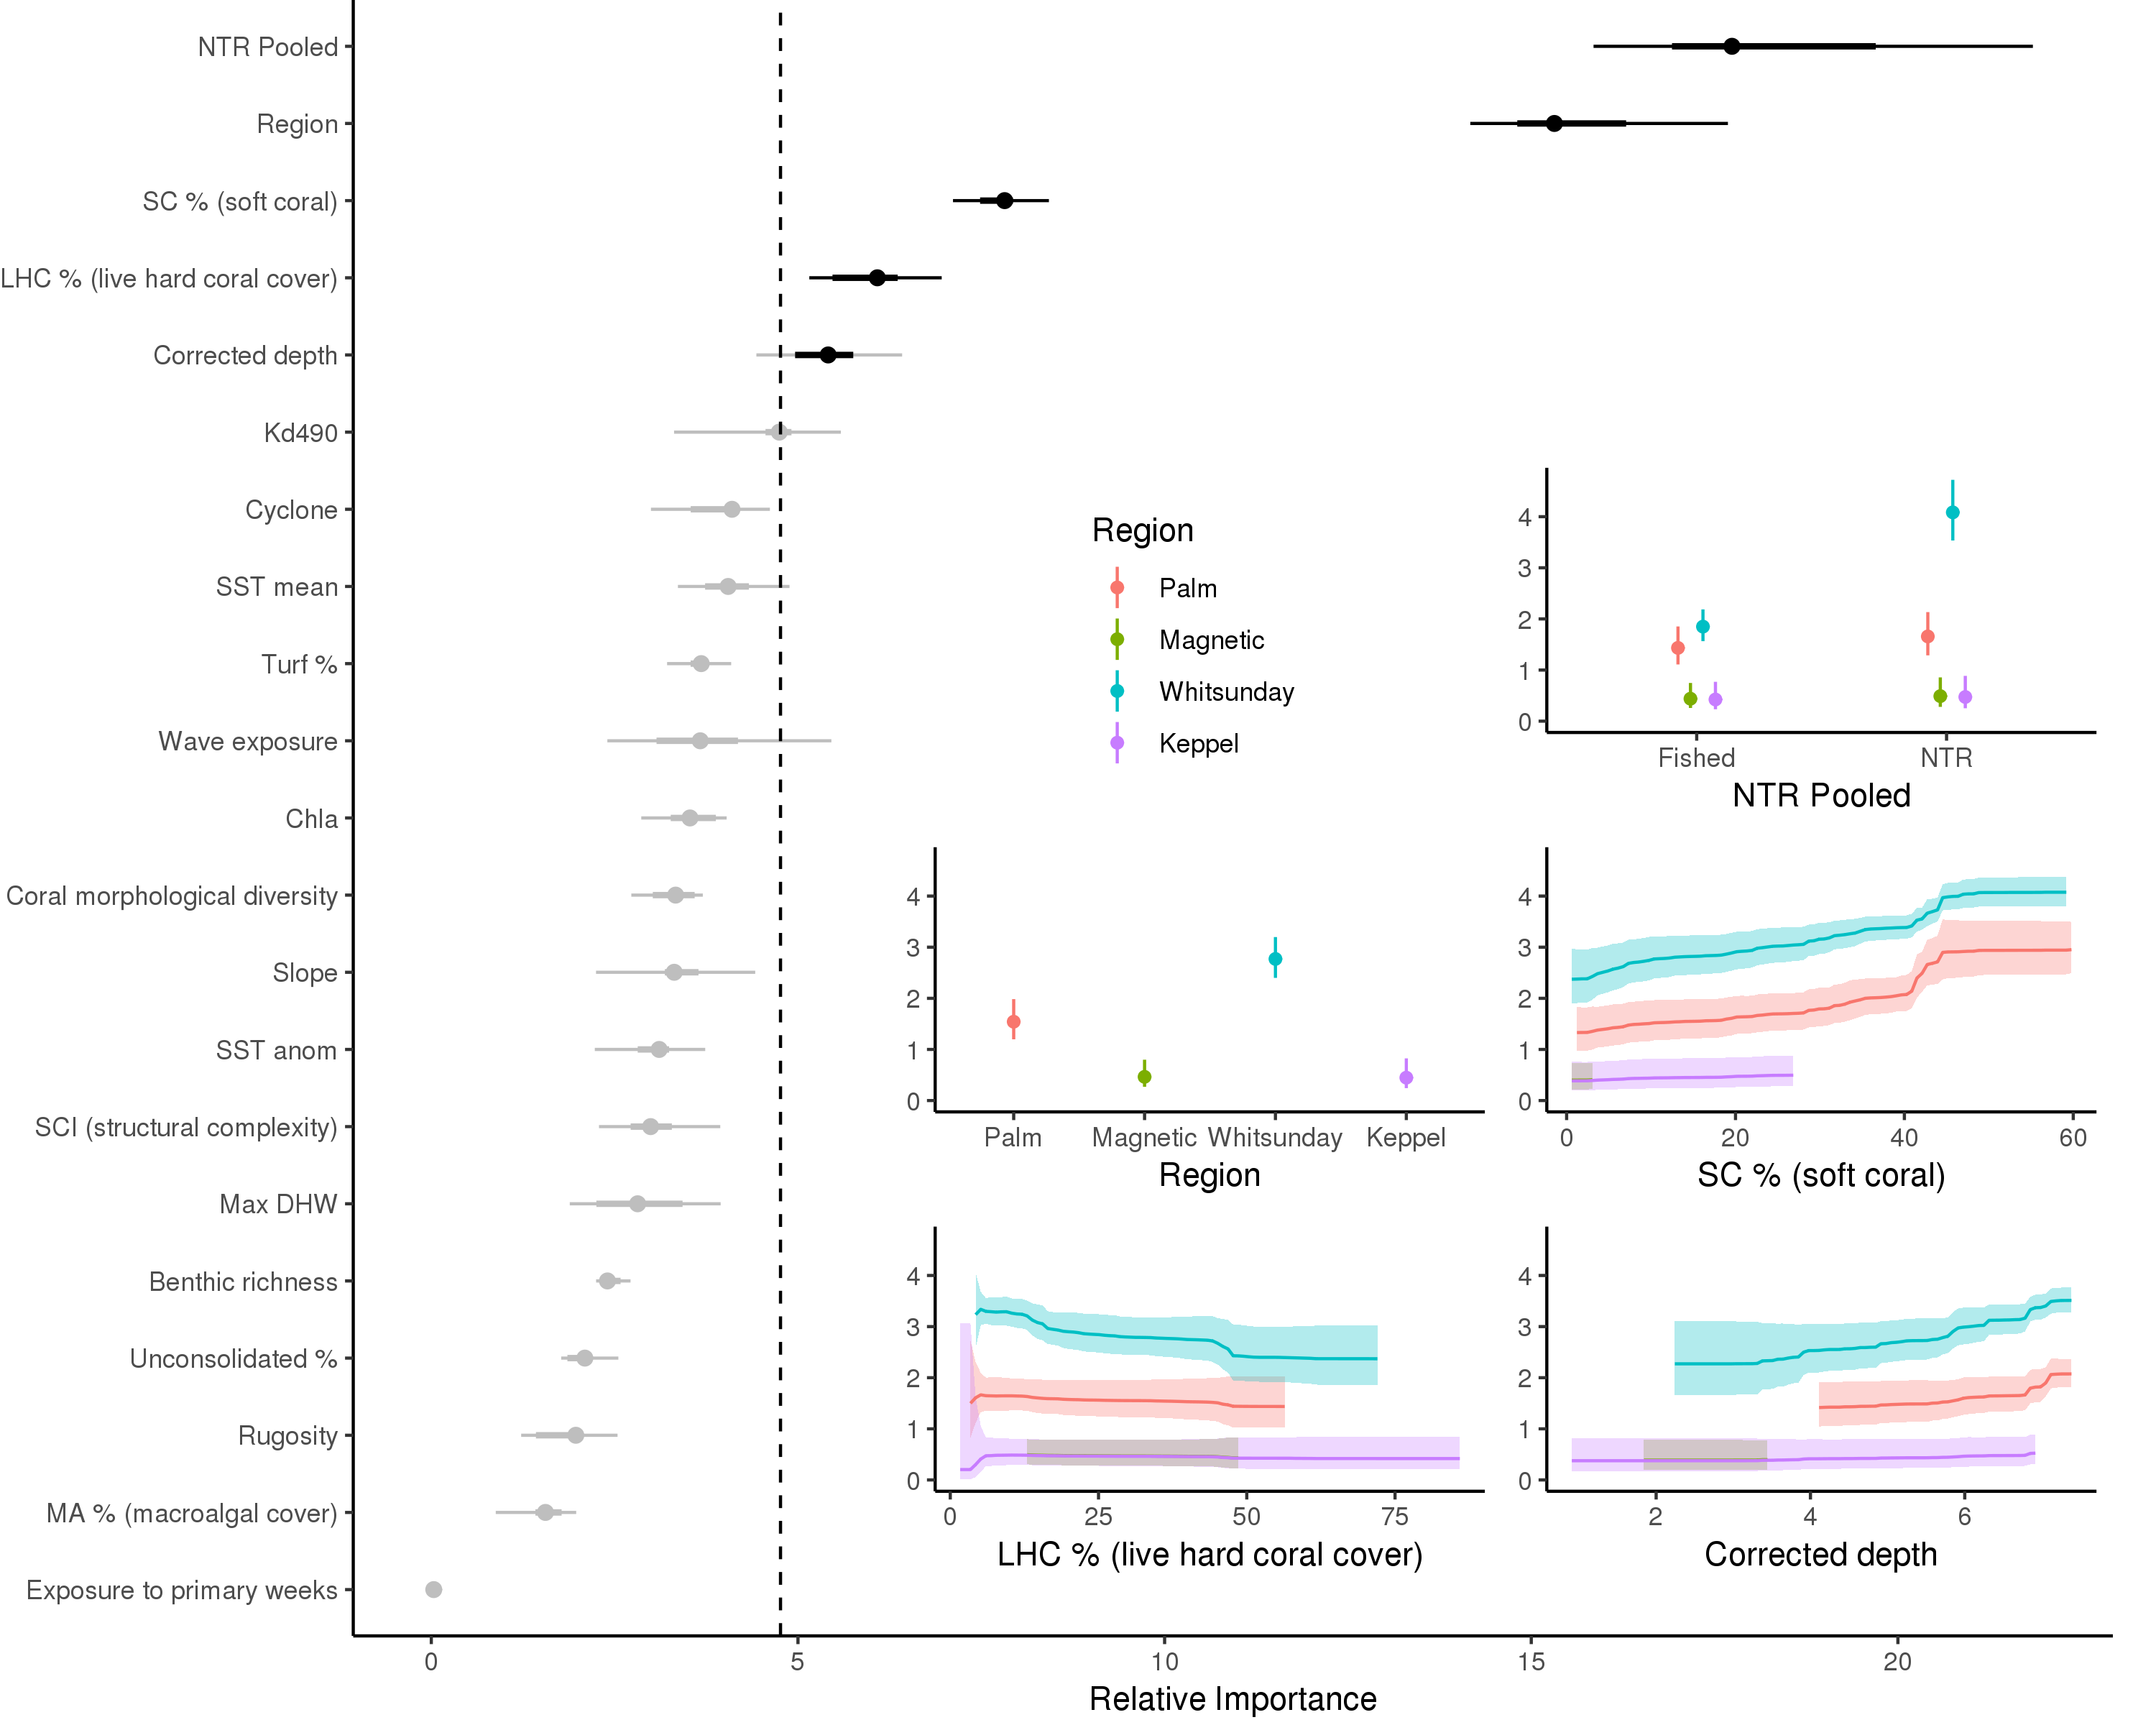 NTR Pooled
Region
SC % (soft coral)
LHC % (live hard coral cover)
Corrected depth
Kd490
Cyclone
SST mean
Turf %
Wave exposure
Chla
Coral morphological diversity
Slope
SST anom
SCI (structural complexity)
Max DHW
Benthic richness
Unconsolidated %
Rugosity
MA % (macroalgal cover)
Exposure to primary weeks
0 5 10 15 20
Relative Importance
Region
Palm
Magnetic
Whitsunday
Keppel
4
3
2
1
0
Fished NTR
NTR Pooled
4
3
2
1
0
Palm Magnetic Whitsunday Keppel
Region
4
3
2
1
0
0 20 40 60
SC % (soft coral)
4
3
2
1
0
0 25 50 75
LHC % (live hard coral cover)
4
3
2
1
0
2 4 6
Corrected depth